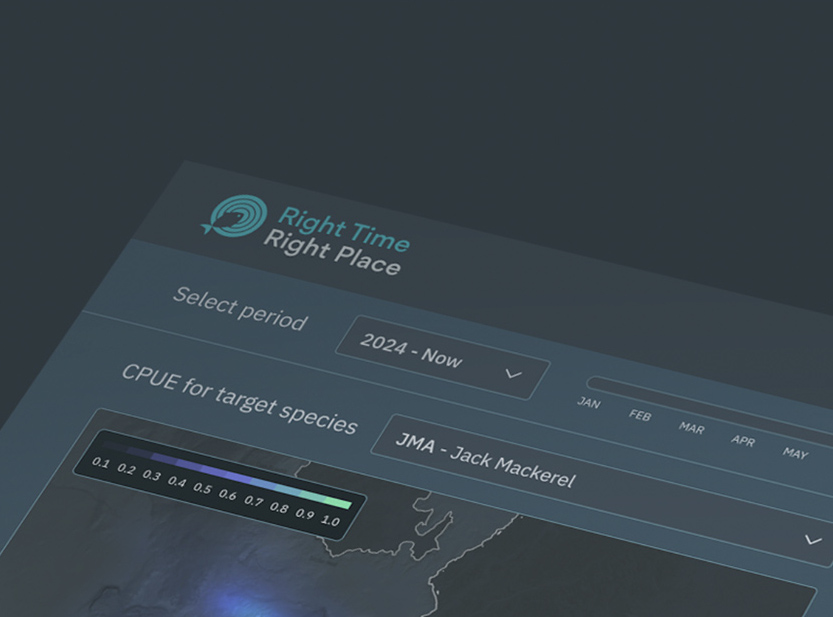 Right Time
Right Place
Select period
2024 - Now
JAN FEB MAR APR MAY
CPUE for target species
JMA - Jack Mackerel
0.1 0.2 0.3 0.4 0.5 0.6 0.7 0.8 0.9 1.0